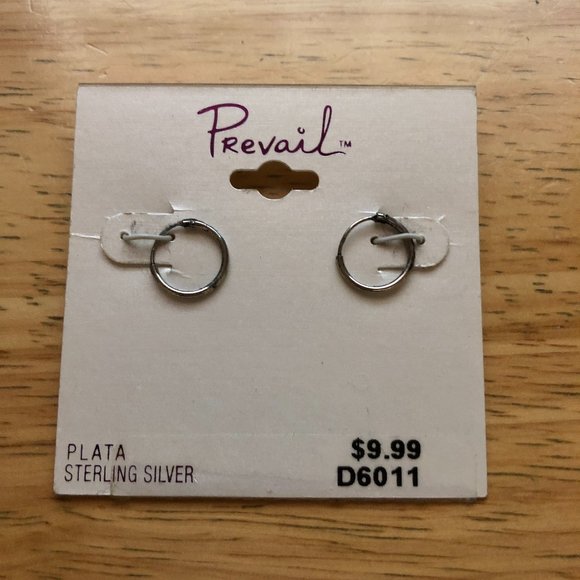 Prevail™
PLATA
STERLING SILVER
$9.99
D6011